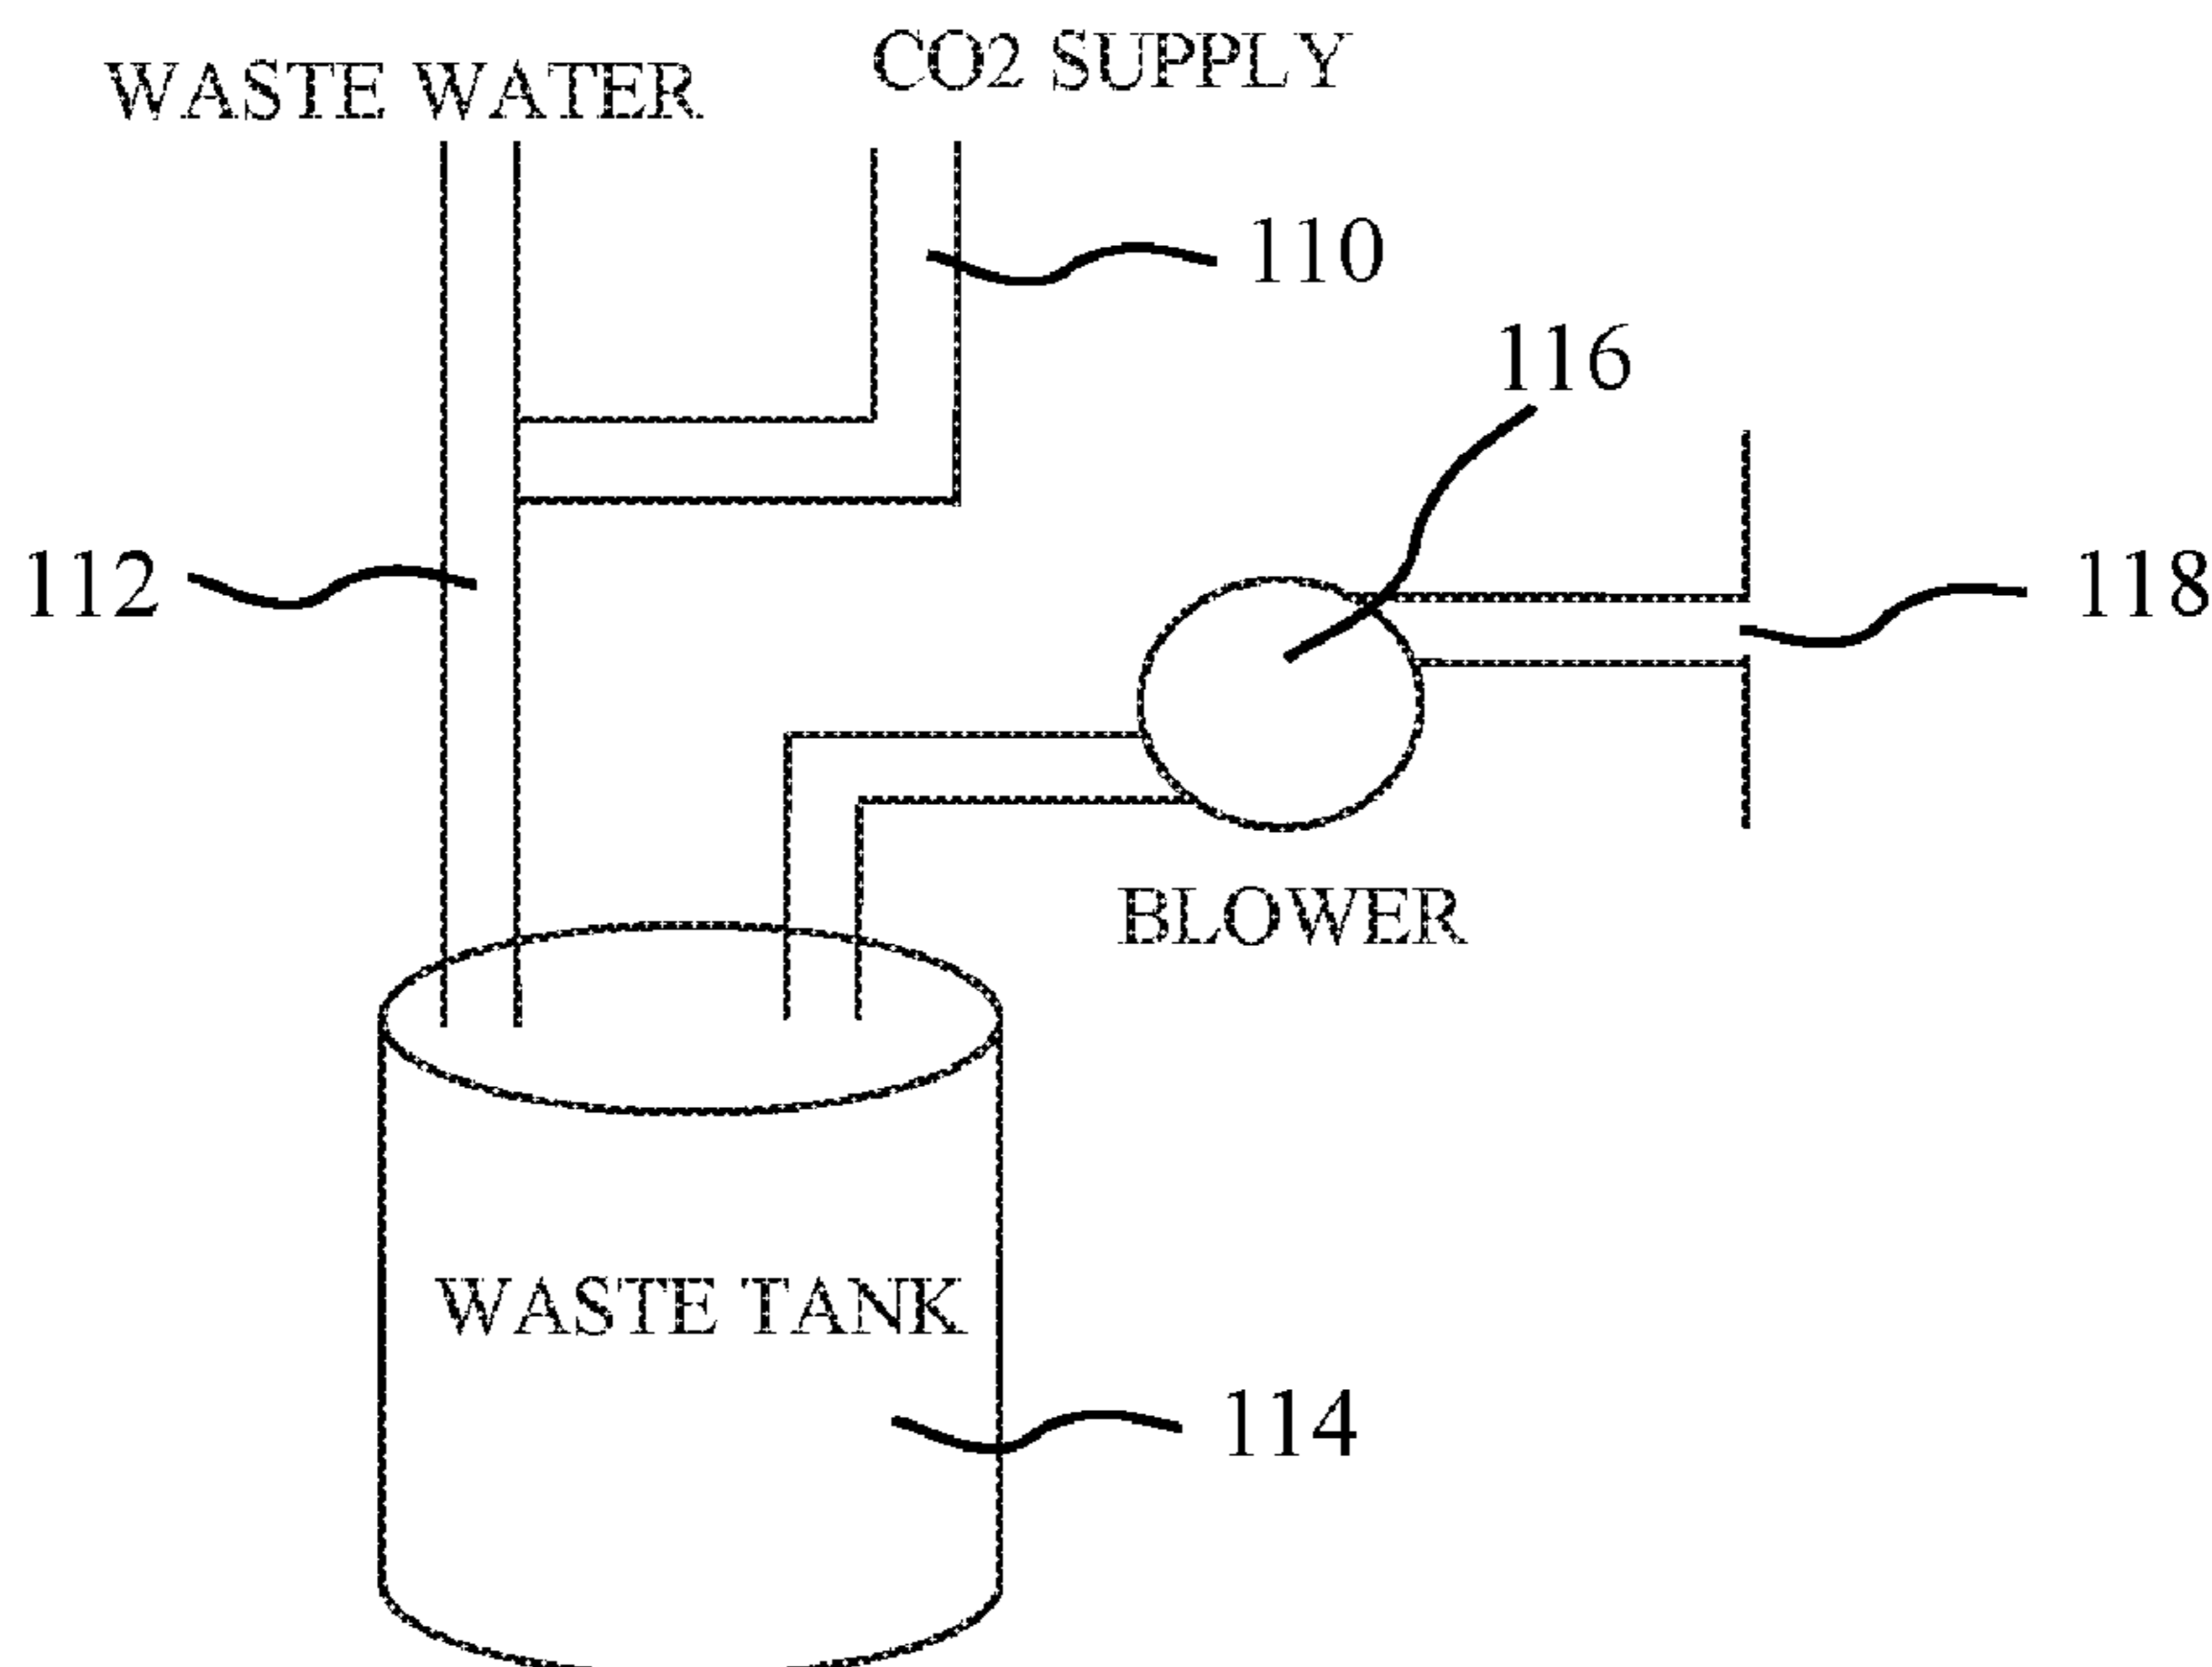 CO2 SUPPLY
WASTE WATER
110
116
112
118
BLOWER
WASTE TANK
114